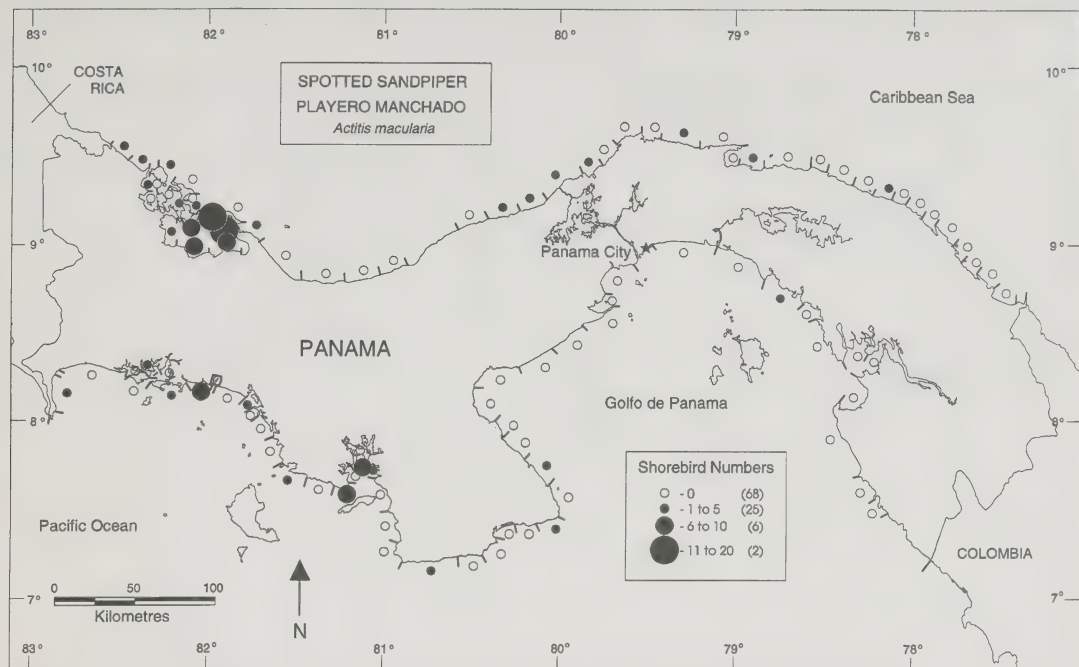 83° 82° 81° 80° 79° 78°
10° 10°
COSTA
RICA
SPOTTED SANDPIPER
PLAYERO MANCHADO
Actitis macularia
Caribbean Sea
9° 9°
Panama City
PANAMA
Golfo de Panama
8° 8°
Shorebird Numbers
- 0 (68)
- 1 to 5 (25)
- 6 to 10 (6)
- 11 to 20 (2)
Pacific Ocean
COLOMBIA
0 50 100
Kilometres
N
7° 7°
83° 82° 81° 80° 79° 78°